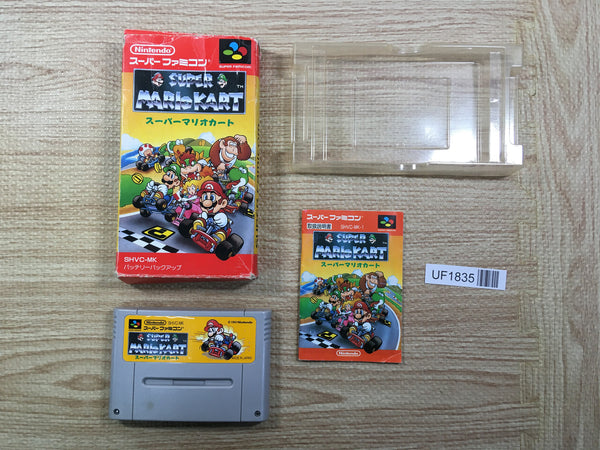 Nintendo
スーパーファミコン
SUPER FAMICOM
SUPER
MARIO KART
TM
スーパーマリオカート
SHVC-MK
バッテリーバックアップ
スーパーファミコン
取扱説明書
SHVC-MK-1
SUPER
MARIO KART
スーパーマリオカート
Nintendo
UF1835
Nintendo
SHVC-MK
スーパーファミコン
SUPER
MARIO KART
スーパーマリオカート